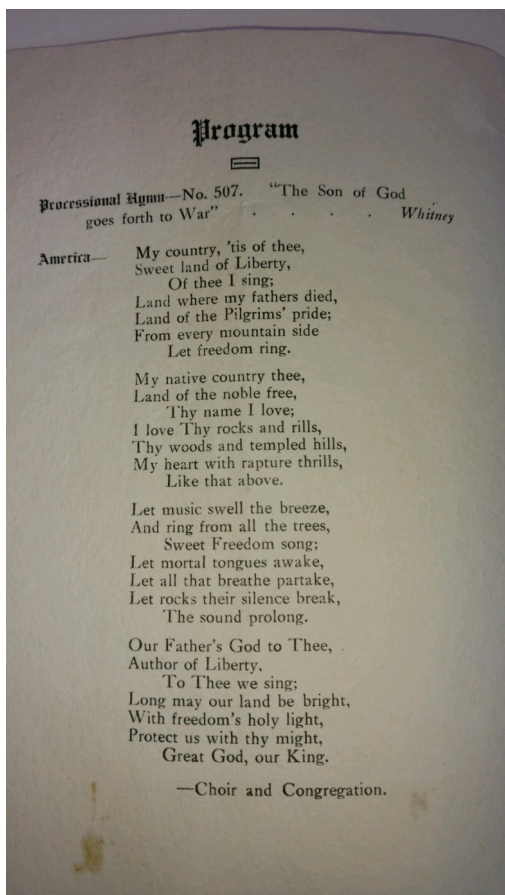 Program
Processional Hymn—No. 507. "The Son of God
goes forth to War" . . . . Whitney
America— My country, 'tis of thee,
Sweet land of Liberty,
Of thee I sing;
Land where my fathers died,
Land of the Pilgrims' pride;
From every mountain side
Let freedom ring.
My native country thee,
Land of the noble free,
Thy name I love;
I love Thy rocks and rills,
Thy woods and templed hills,
My heart with rapture thrills,
Like that above.
Let music swell the breeze,
And ring from all the trees,
Sweet Freedom song;
Let mortal tongues awake,
Let all that breathe partake,
Let rocks their silence break,
The sound prolong.
Our Father's God to Thee,
Author of Liberty,
To Thee we sing;
Long may our land be bright,
With freedom's holy light,
Protect us with thy might,
Great God, our King.
—Choir and Congregation.